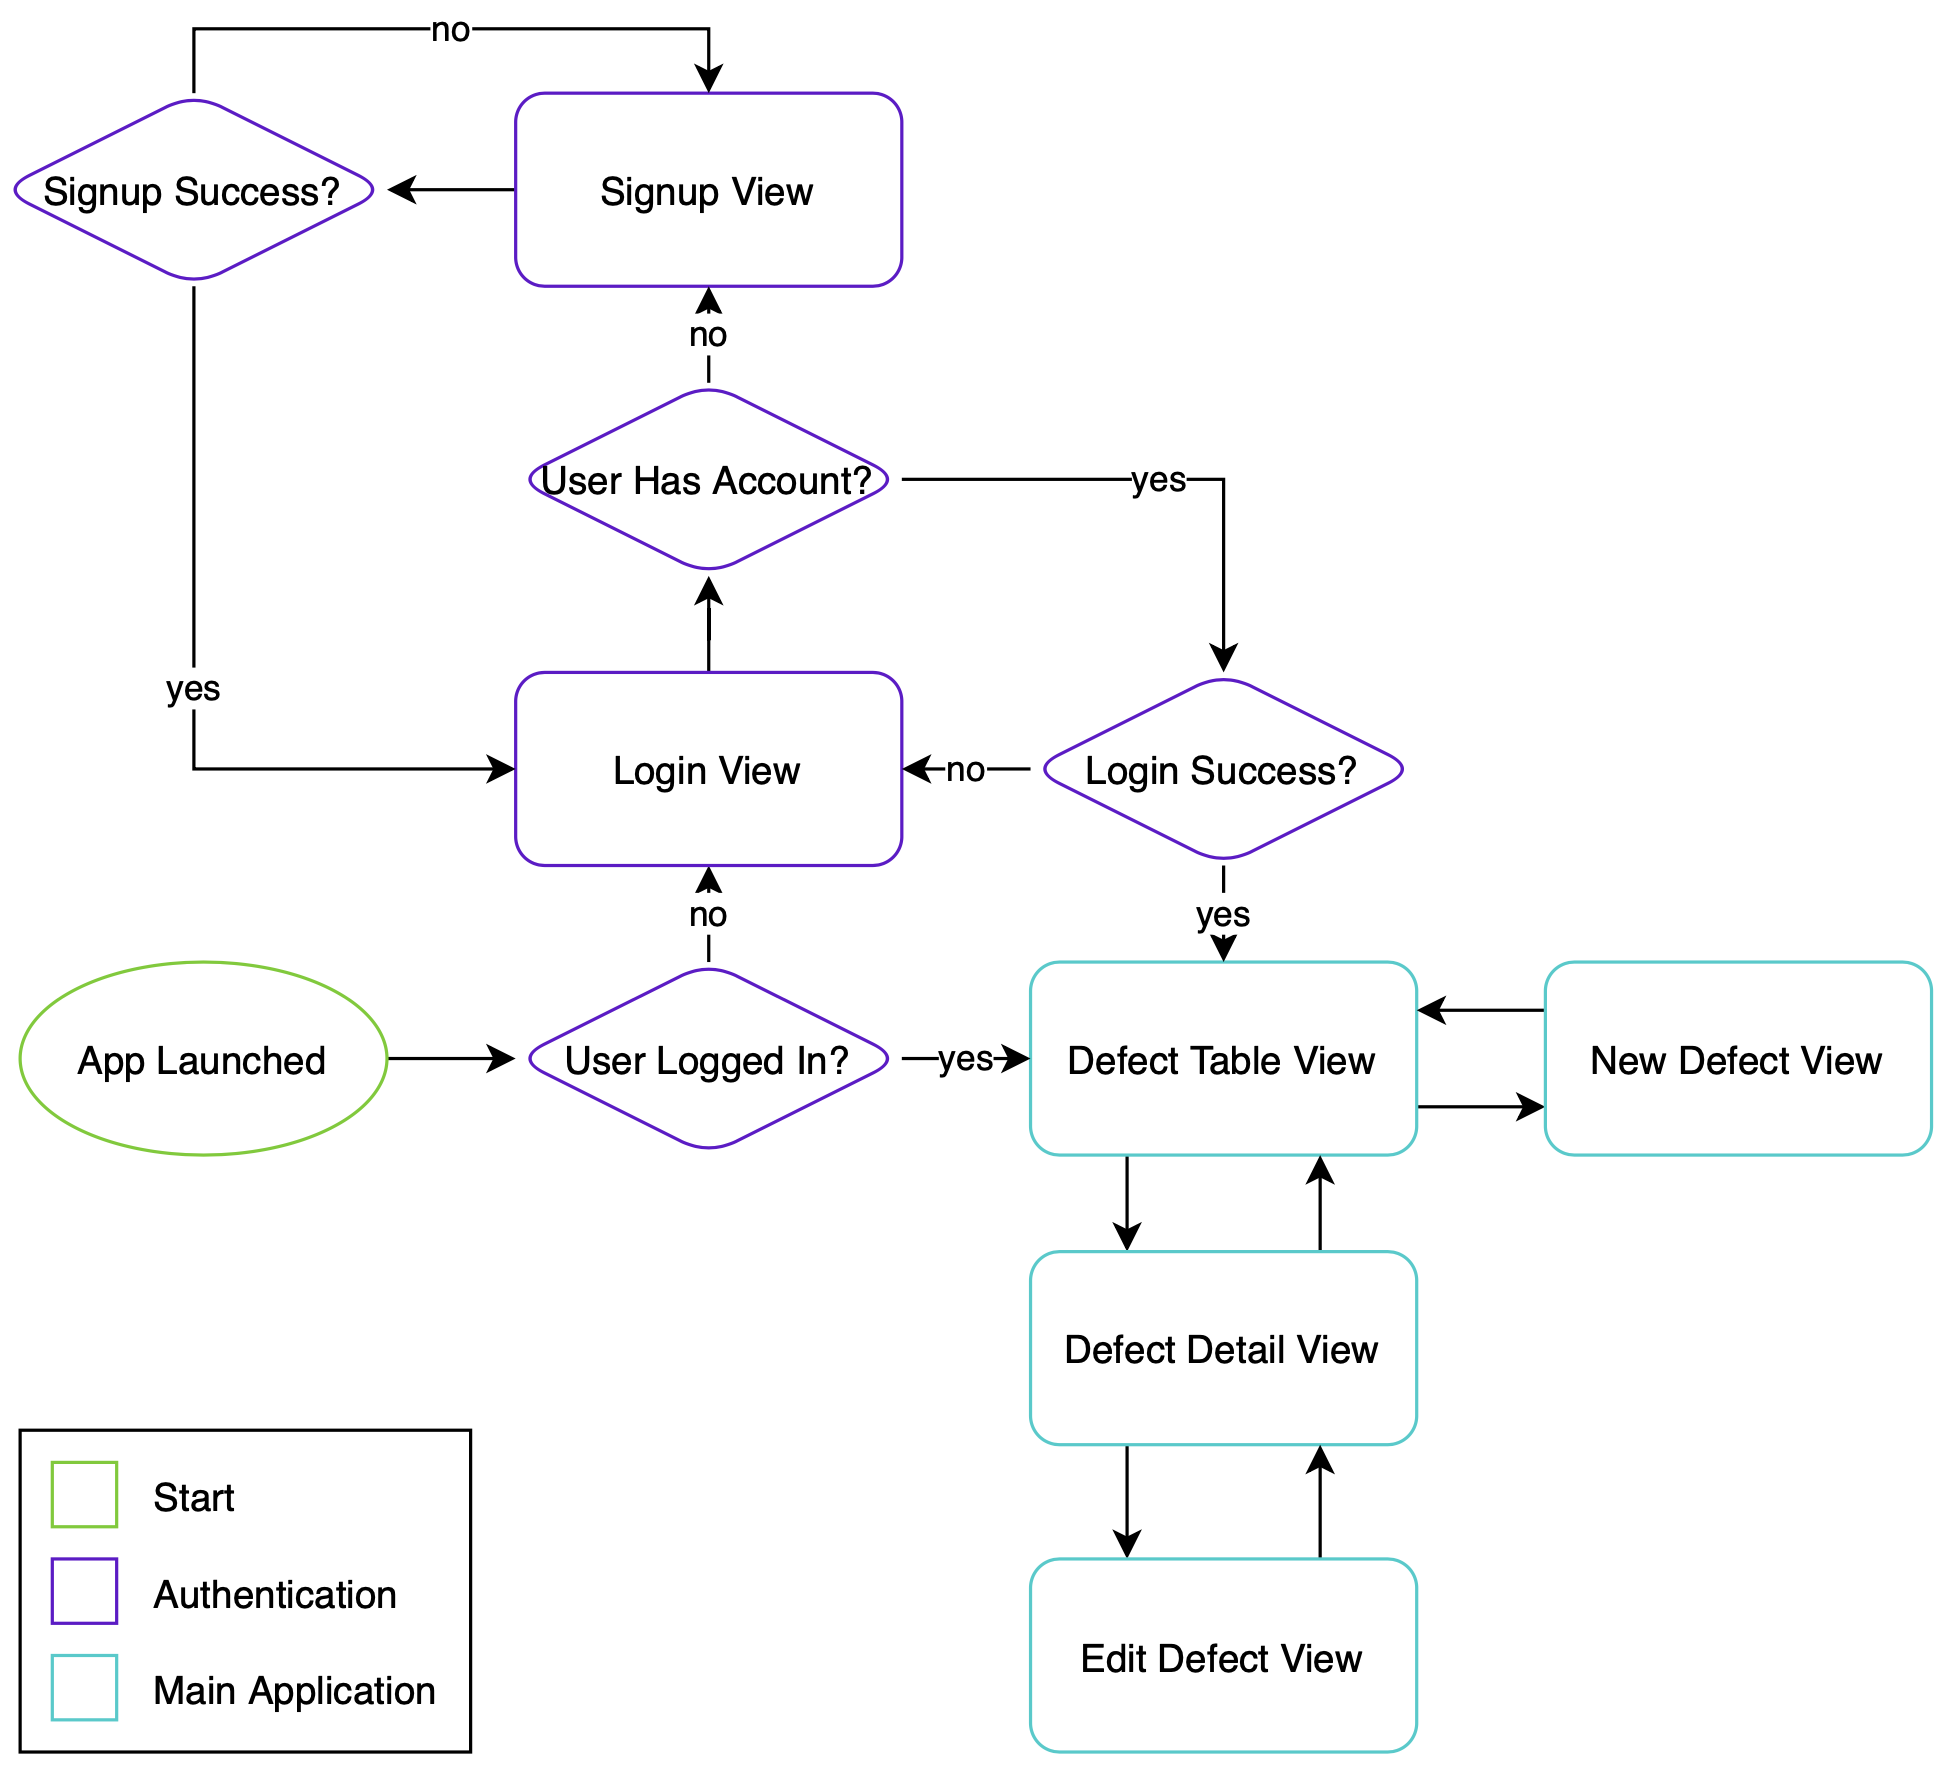 no
Signup Success?
Signup View
no
User Has Account?
yes
yes
Login View
no
Login Success?
no
yes
App Launched
User Logged In?
yes
Defect Table View
New Defect View
Defect Detail View
Edit Defect View
Start
Authentication
Main Application